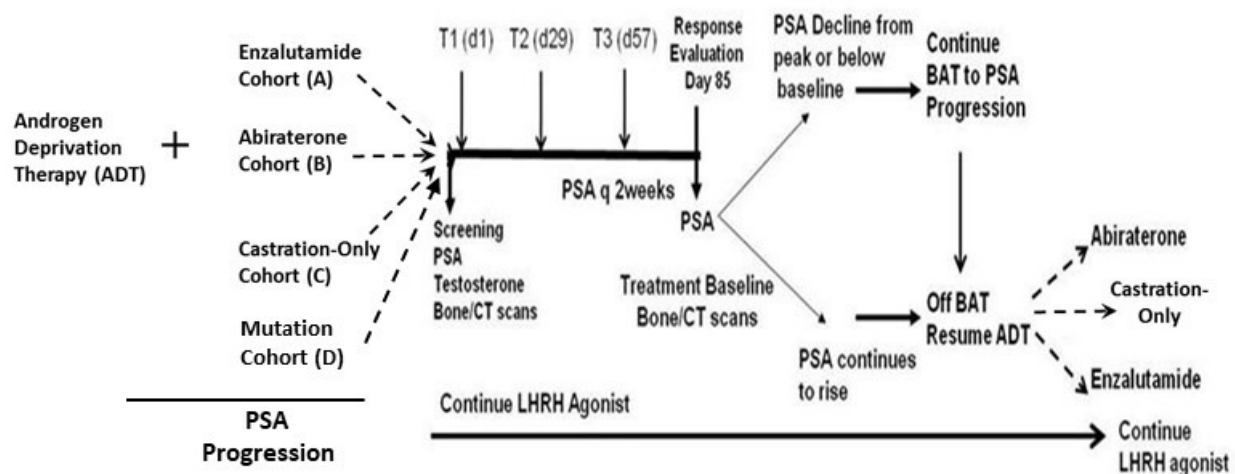 Androgen
Deprivation
Therapy (ADT)
+
Enzalutamide
Cohort (A)
Abiraterone
Cohort (B)
Castration-Only
Cohort (C)
Mutation
Cohort (D)
PSA
Progression
T1 (d1)
T2 (d29)
T3 (d57)
Response
Evaluation
Day 85
PSA q 2weeks
Screening
PSA
Testosterone
Bone/CT scans
PSA
Treatment Baseline
Bone/CT scans
PSA Decline from
peak or below
baseline
Continue
BAT to PSA
Progression
PSA continues
to rise
Off BAT
Resume ADT
Abiraterone
Castration-
Only
Enzalutamide
Continue LHRH Agonist
Continue
LHRH agonist